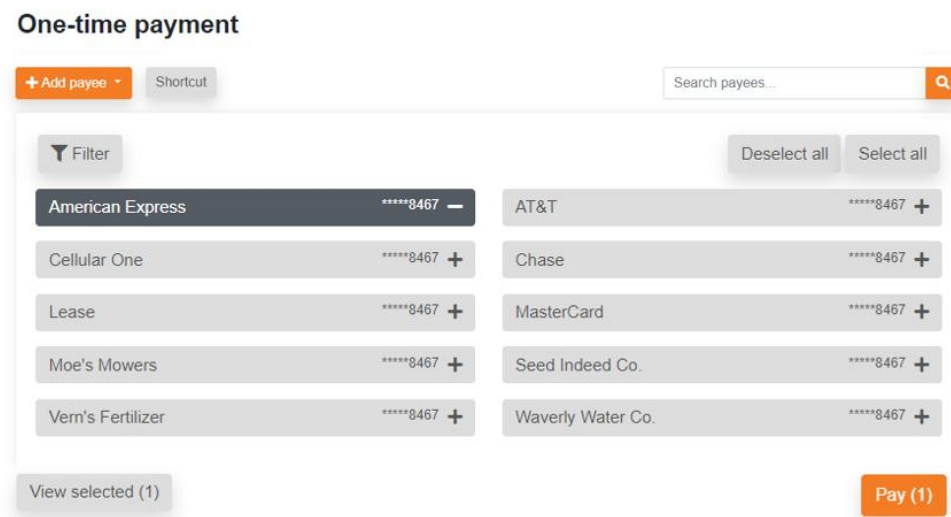 One-time payment
+ Add payee Shortcut Search payees...
Filter Deselect all Select all
American Express *****8467 − AT&T *****8467 +
Cellular One *****8467 + Chase *****8467 +
Lease *****8467 + MasterCard *****8467 +
Moe's Mowers *****8467 + Seed Indeed Co. *****8467 +
Vern's Fertilizer *****8467 + Waverly Water Co. *****8467 +
View selected (1) Pay (1)